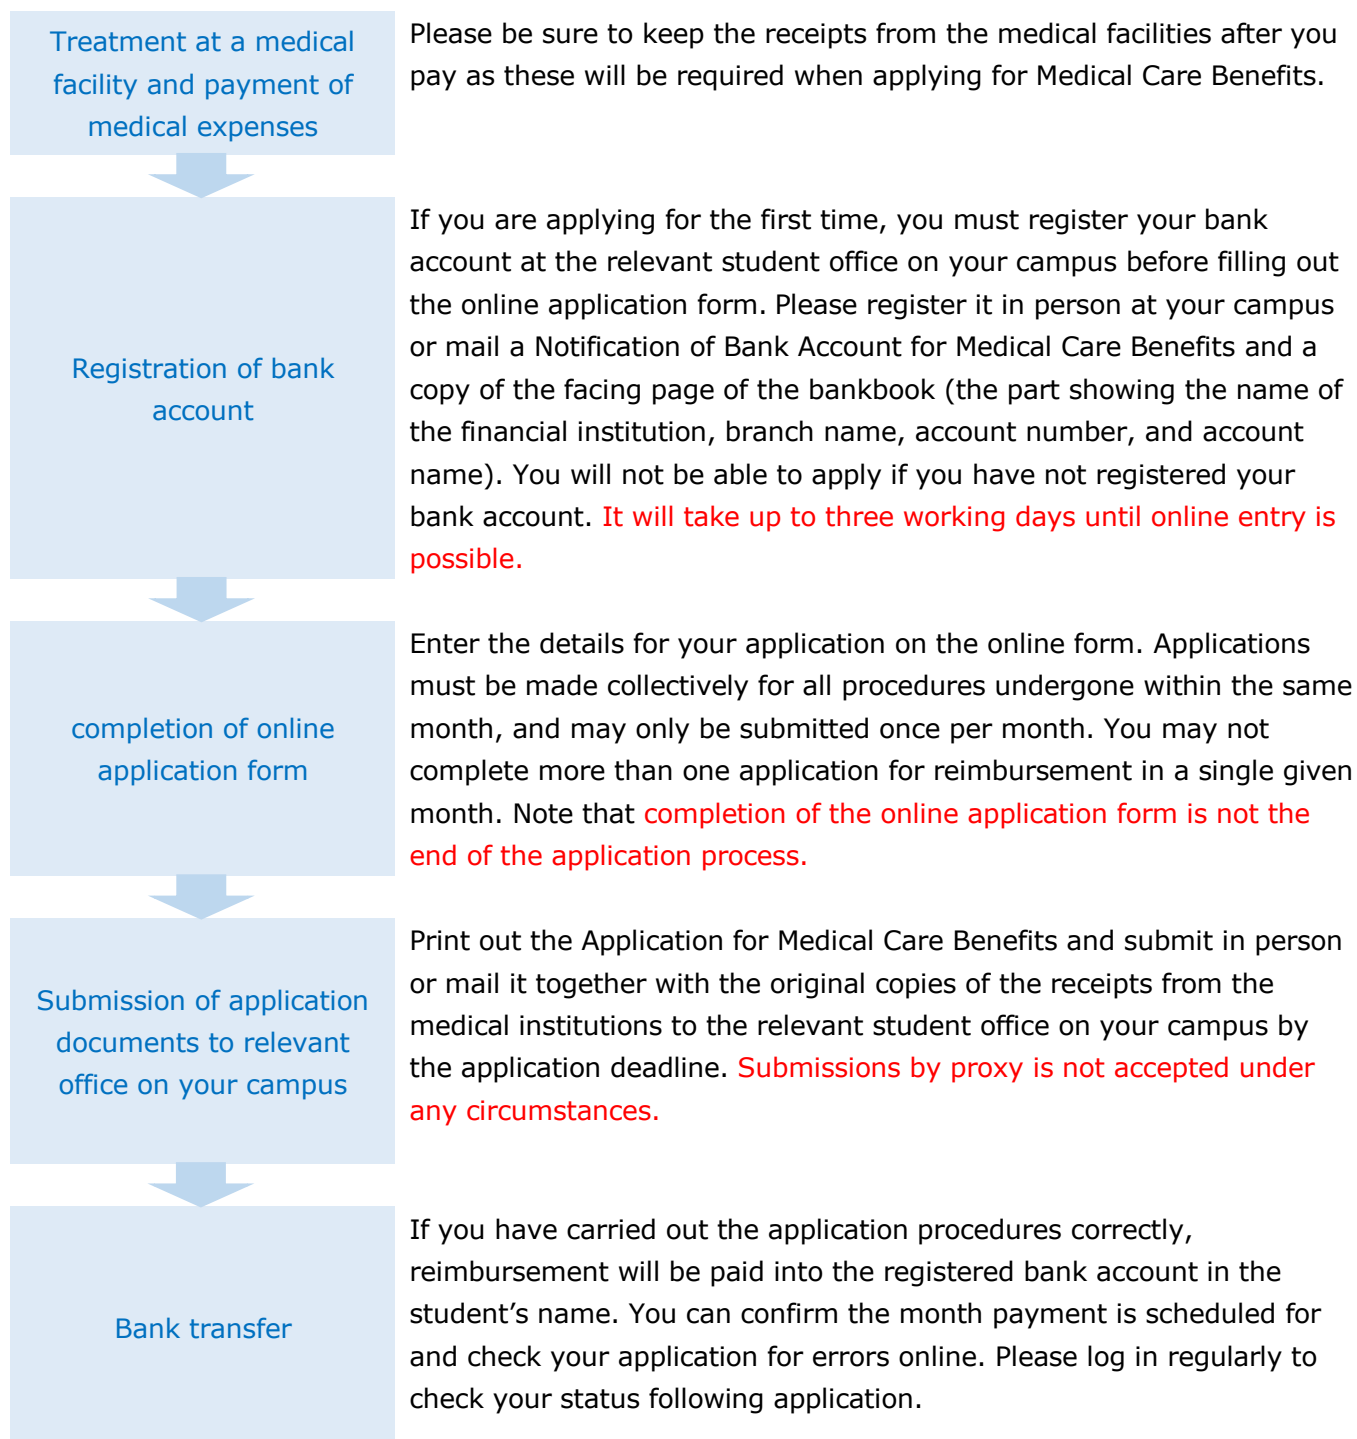 Treatment at a medical
facility and payment of
medical expenses
Please be sure to keep the receipts from the medical facilities after you
pay as these will be required when applying for Medical Care Benefits.
Registration of bank
account
If you are applying for the first time, you must register your bank
account at the relevant student office on your campus before filling out
the online application form. Please register it in person at your campus
or mail a Notification of Bank Account for Medical Care Benefits and a
copy of the facing page of the bankbook (the part showing the name of
the financial institution, branch name, account number, and account
name). You will not be able to apply if you have not registered your
bank account. It will take up to three working days until online entry is
possible.
completion of online
application form
Enter the details for your application on the online form. Applications
must be made collectively for all procedures undergone within the same
month, and may only be submitted once per month. You may not
complete more than one application for reimbursement in a single given
month. Note that completion of the online application form is not the
end of the application process.
Submission of application
documents to relevant
office on your campus
Print out the Application for Medical Care Benefits and submit in person
or mail it together with the original copies of the receipts from the
medical institutions to the relevant student office on your campus by
the application deadline. Submissions by proxy is not accepted under
any circumstances.
Bank transfer
If you have carried out the application procedures correctly,
reimbursement will be paid into the registered bank account in the
student’s name. You can confirm the month payment is scheduled for
and check your application for errors online. Please log in regularly to
check your status following application.